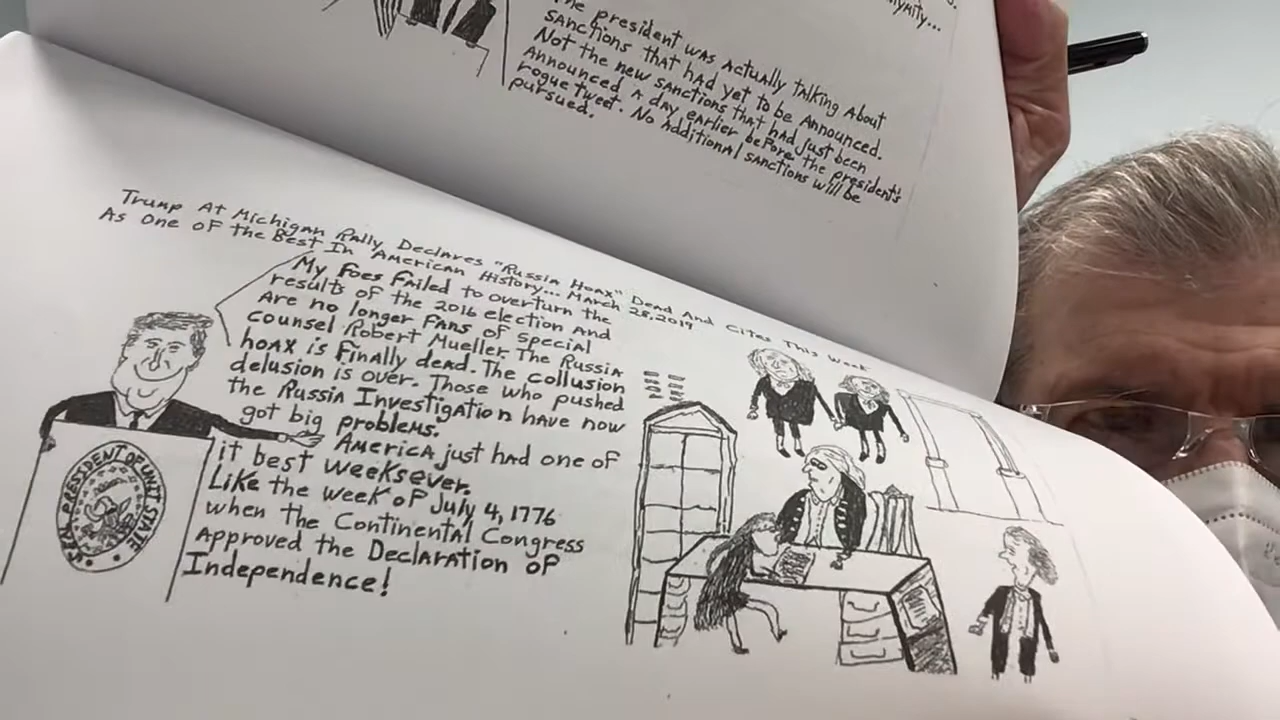 The president was actually talking about
sanctions that had yet to be announced.
Not the new sanctions that had just been
announced a day earlier before the president's
rogue tweet. No additional sanctions will be
pursued.
Trump At Michigan Rally Declares "Russia Hoax" Dead And Cites This Week
As One Of the Best In American History... March 28, 2019
My foes failed to overturn the
results of the 2016 election and
are no longer fans of special
counsel Robert Mueller. The Russia
hoax is finally dead. The collusion
delusion is over. Those who pushed
the Russia Investigation have now
got big problems.
America just had one of
it best weeks ever.
Like the week of July 4, 1776
when the Continental Congress
Approved the Declaration of
Independence!
PRESIDENT OF UNIT STATE